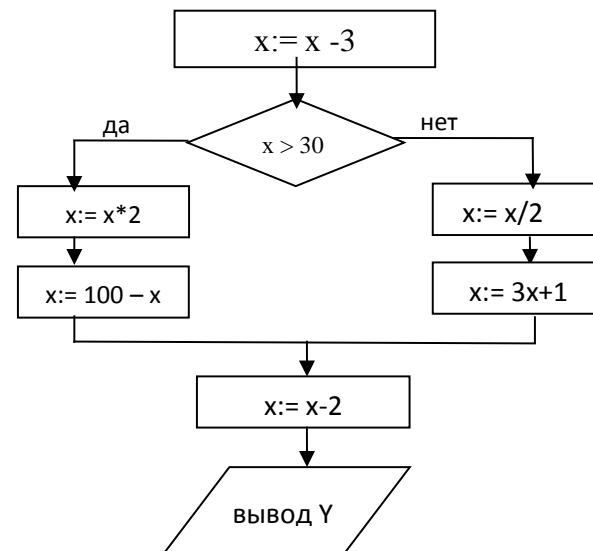 x:= x -3
да
нет
x > 30
x:= x*2
x:= x/2
x:= 100 – x
x:= 3x+1
x:= x-2
вывод Y